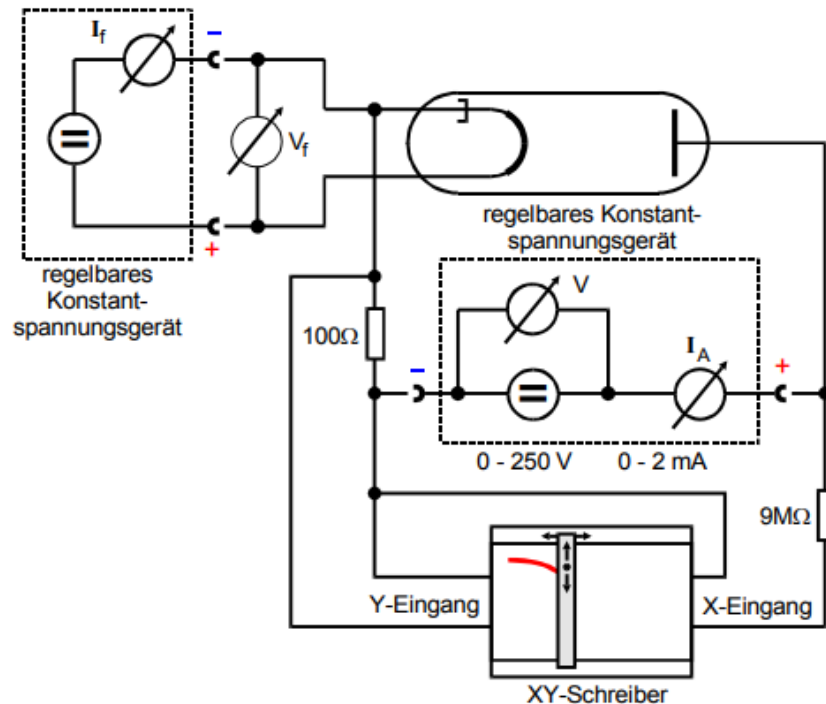 I_f
−
=
V_f
+
regelbares
Konstant-
spannungsgerät
regelbares Konstant-
spannungsgerät
V
100Ω
−
=
I_A
+
0 - 250 V
0 - 2 mA
9MΩ
Y-Eingang
X-Eingang
XY-Schreiber